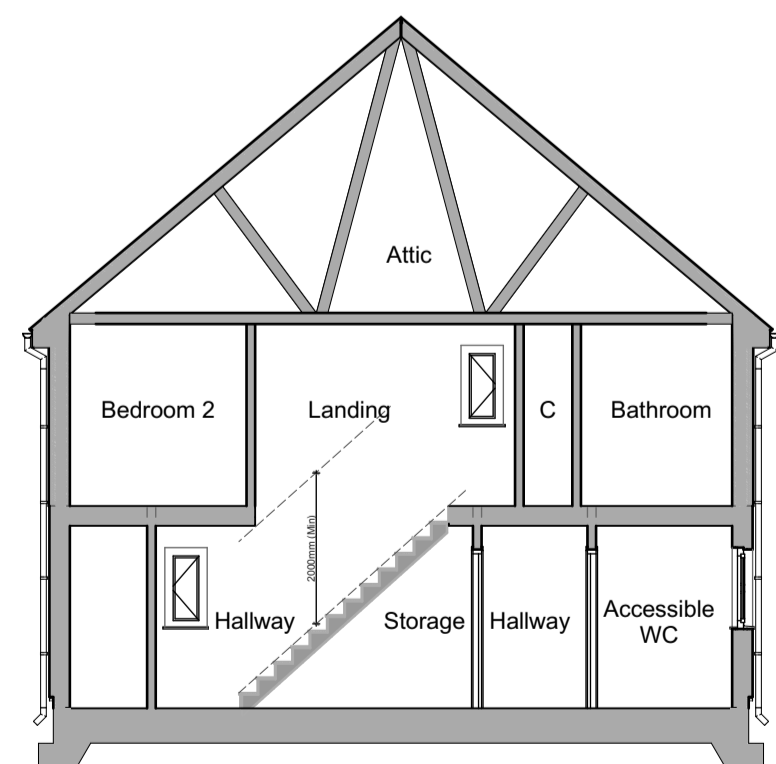 Attic
Bedroom 2
Landing
C
Bathroom
2000mm (Min)
Hallway
Storage
Hallway
Accessible
WC